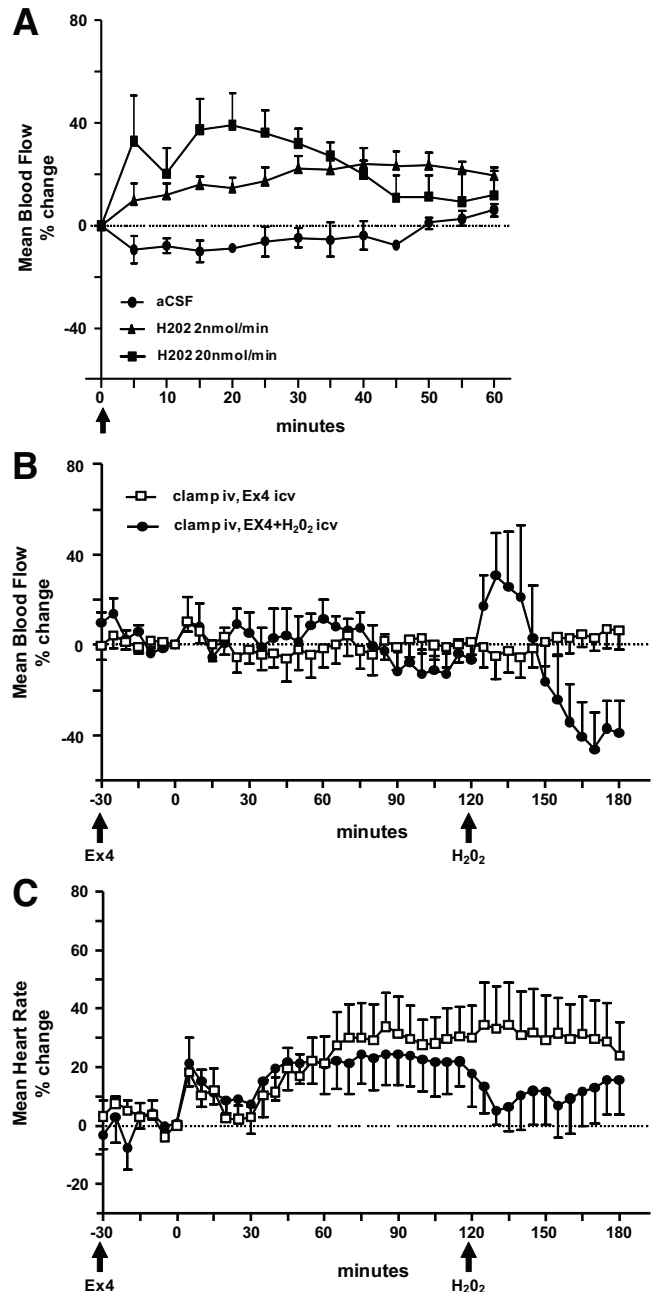 A
80
40
0
-40
Mean Blood Flow
% change
aCSF
H202 2nmol/min
H202 20nmol/min
0 10 20 30 40 50 60
minutes
B
80
40
0
-40
Mean Blood Flow
% change
clamp iv, Ex4 icv
clamp iv, EX4+H₂0₂ icv
-30 0 30 60 90 120 150 180
minutes
Ex4 H₂0₂
C
80
60
40
20
0
-20
Mean Heart Rate
% change
-30 0 30 60 90 120 150 180
minutes
Ex4 H₂0₂